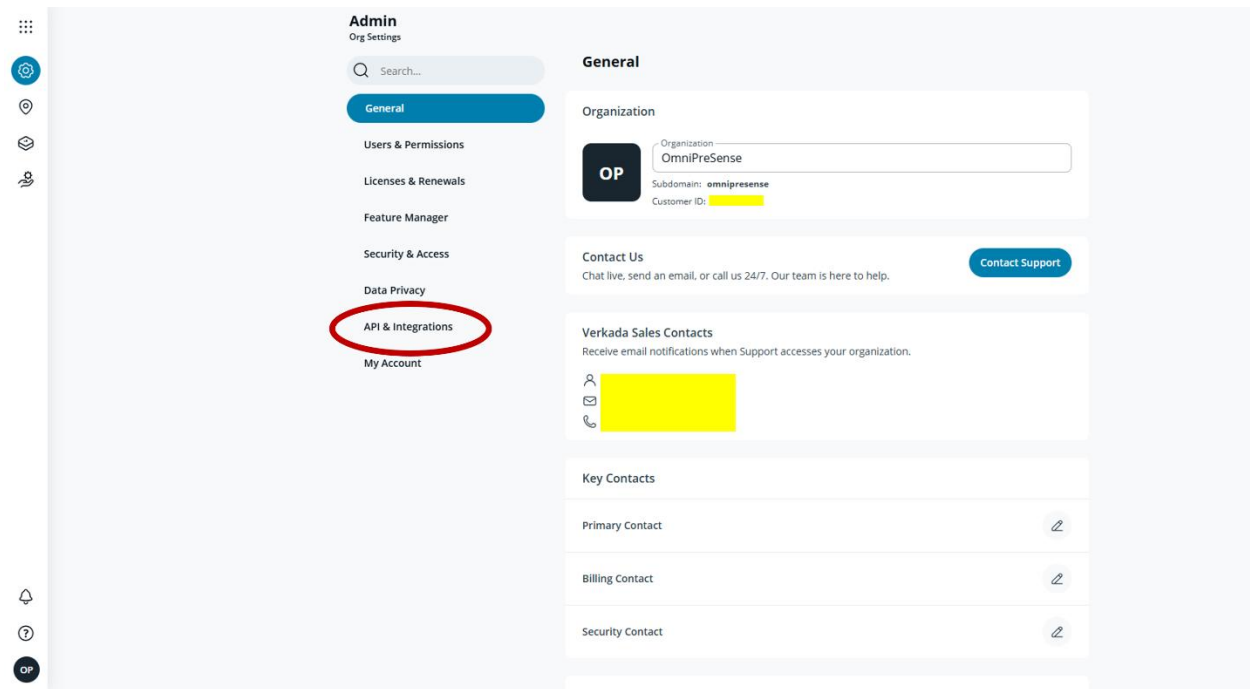 Admin
Org Settings
Search...
General
Users & Permissions
Licenses & Renewals
Feature Manager
Security & Access
Data Privacy
API & Integrations
My Account
General
Organization
OP
Organization
OmniPreSense
Subdomain: omnipresense
Customer ID:
Contact Us
Chat live, send an email, or call us 24/7. Our team is here to help.
Contact Support
Verkada Sales Contacts
Receive email notifications when Support accesses your organization.
Key Contacts
Primary Contact
Billing Contact
Security Contact
OP